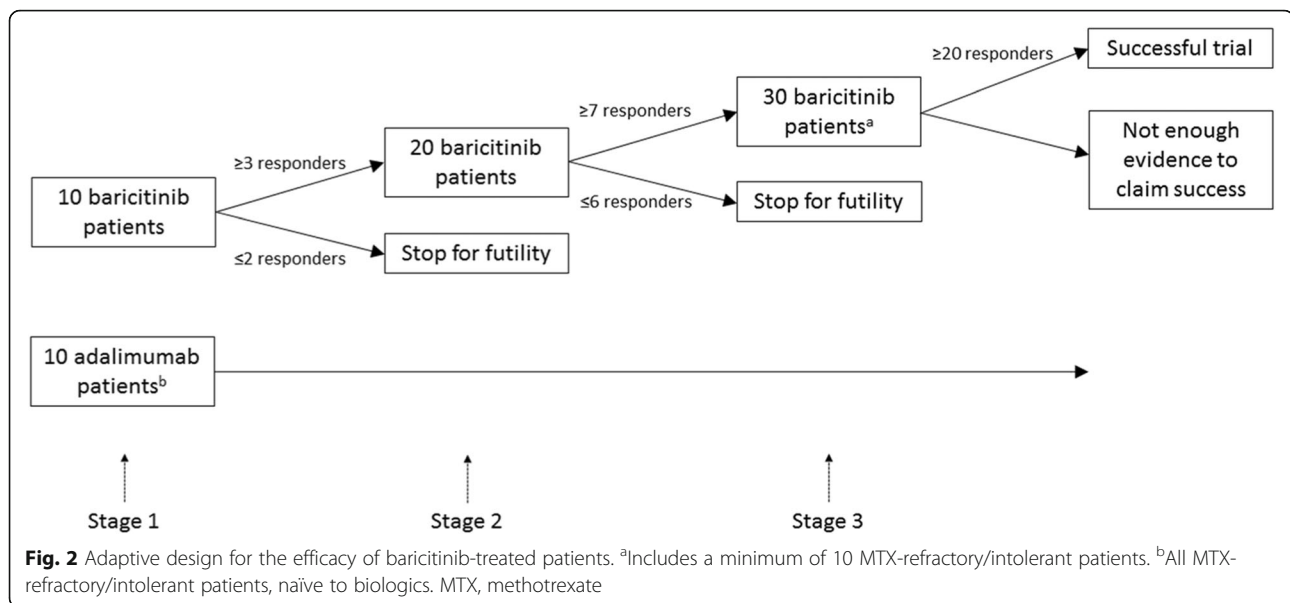 ≥20 responders
Successful trial
≥7 responders
30 baricitinib
patientsᵃ
Not enough
evidence to
claim success
≥3 responders
20 baricitinib
patients
≤6 responders
Stop for futility
10 baricitinib
patients
≤2 responders
Stop for futility
10 adalimumab
patientsᵇ
Stage 1
Stage 2
Stage 3
Fig. 2 Adaptive design for the efficacy of baricitinib-treated patients. ᵃIncludes a minimum of 10 MTX-refractory/intolerant patients. ᵇAll MTX-
refractory/intolerant patients, naïve to biologics. MTX, methotrexate